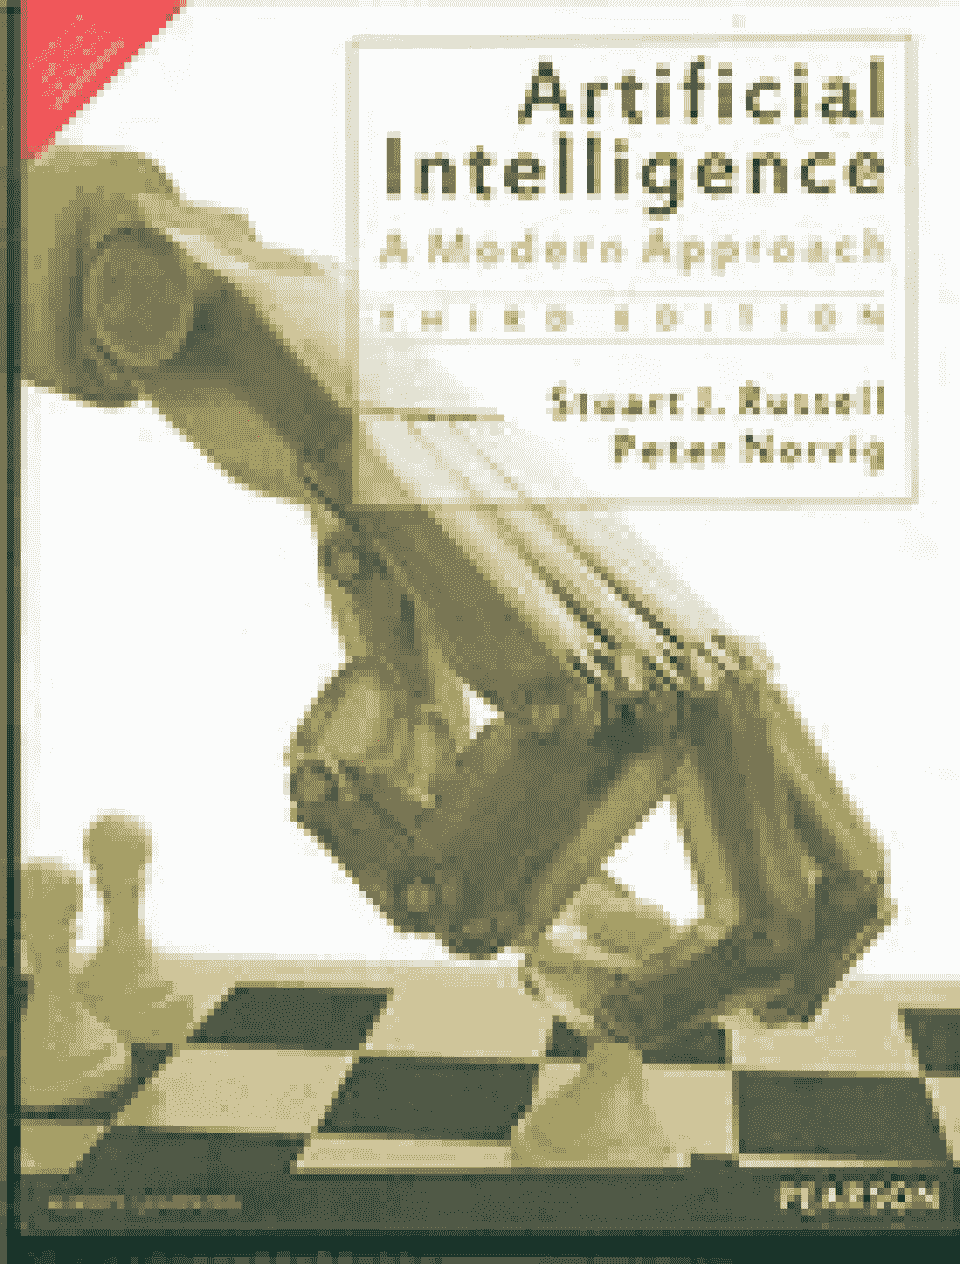 Artificial
Intelligence
A Modern Approach
THIRD EDITION
Stuart J. Russell
Peter Norvig
PEARSON